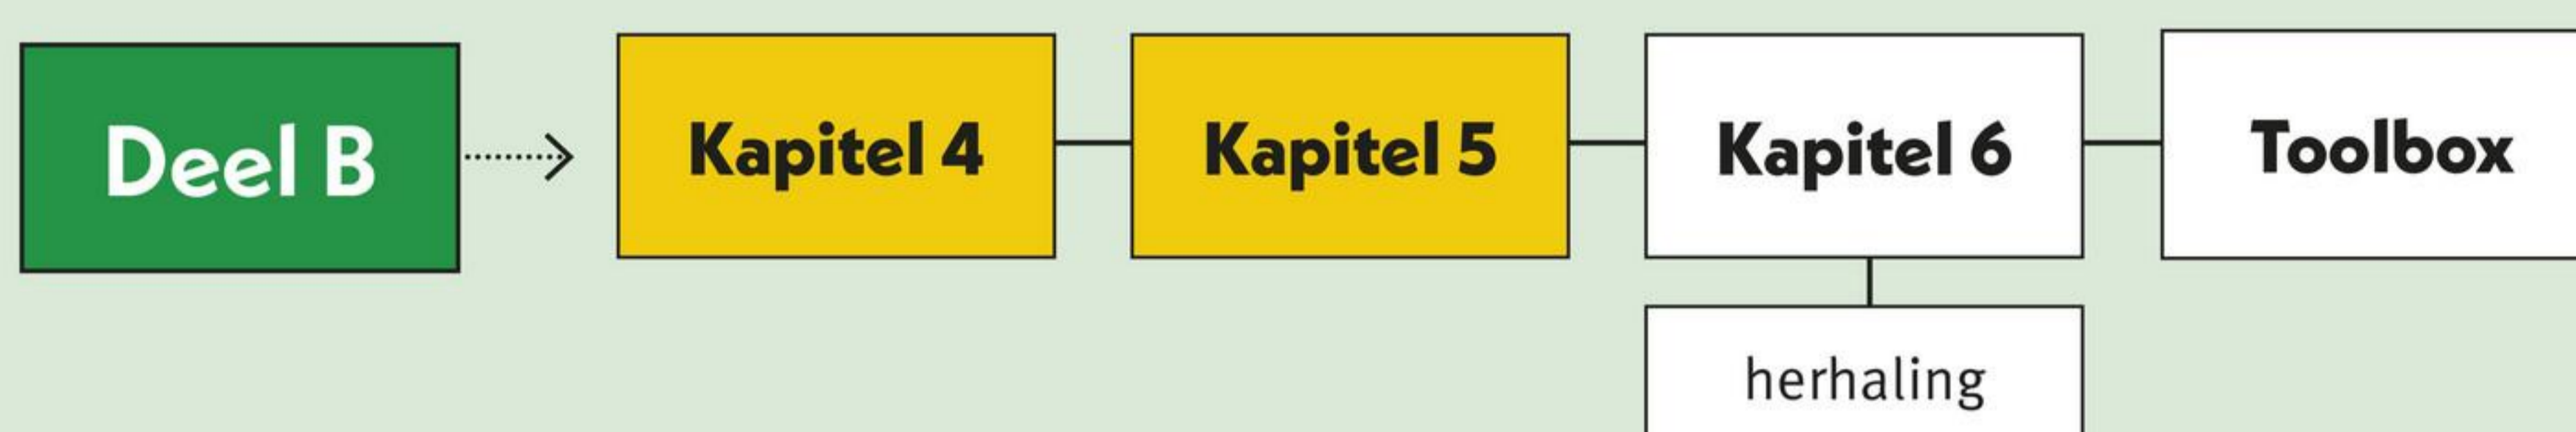 Deel B
Kapitel 4
Kapitel 5
Kapitel 6
Toolbox
herhaling